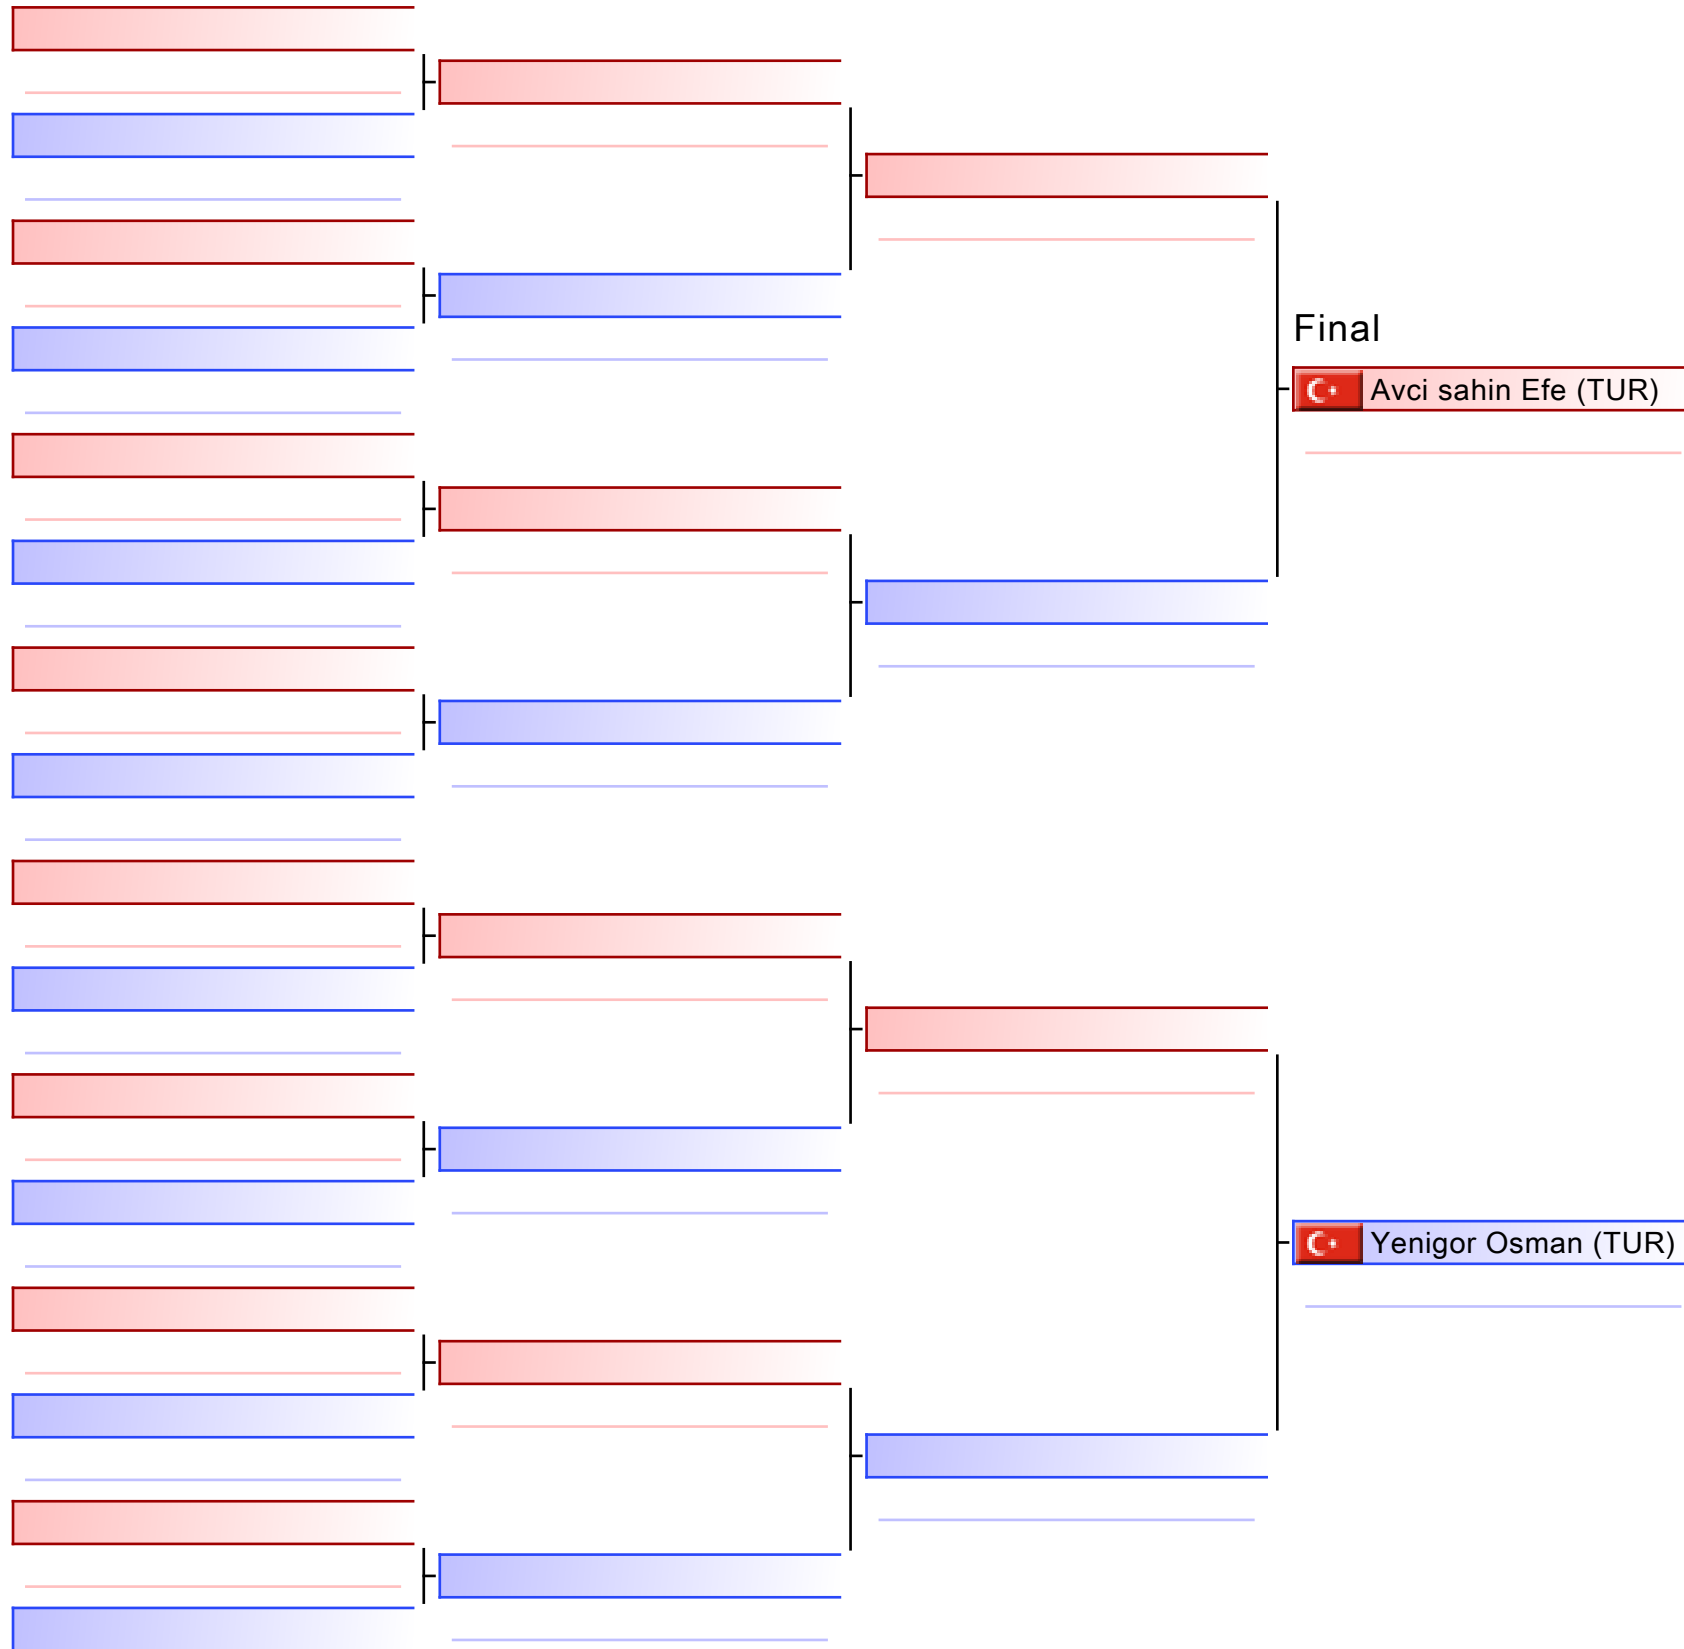 Final
Avci sahin Efe (TUR)
Yenigor Osman (TUR)